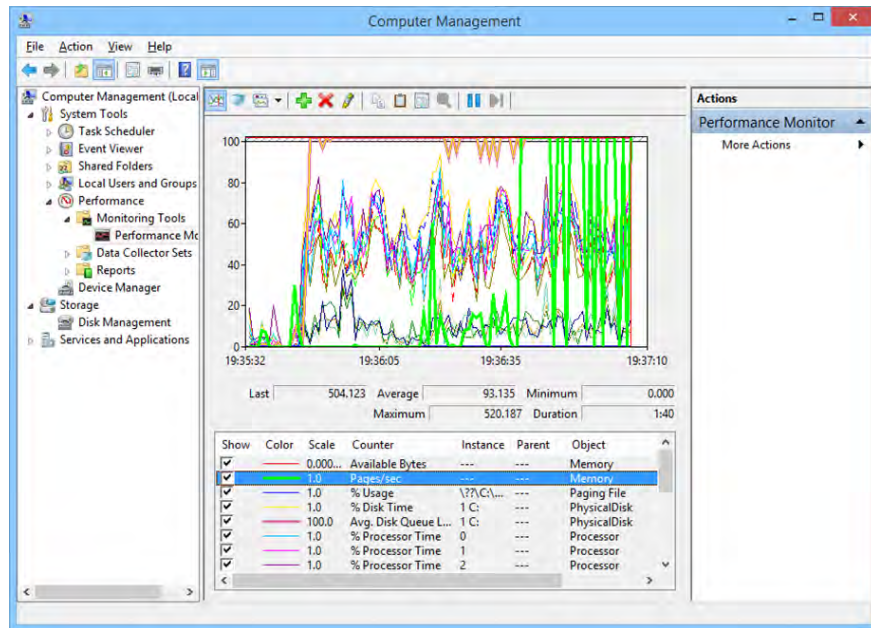 Computer Management
File Action View Help
Computer Management (Local
System Tools
Task Scheduler
Event Viewer
Shared Folders
Local Users and Groups
Performance
Monitoring Tools
Performance Mo
Data Collector Sets
Reports
Device Manager
Storage
Disk Management
Services and Applications
100
80
60
40
20
0
19:35:32 19:36:05 19:36:35 19:37:10
Last 504.123 Average 93.135 Minimum 0.000
Maximum 520.187 Duration 1:40
Show Color Scale Counter Instance Parent Object
0.000... Available Bytes --- --- Memory
1.0 Pages/sec --- --- Memory
1.0 % Usage \??\C:\... --- Paging File
1.0 % Disk Time 1 C: --- PhysicalDisk
100.0 Avg. Disk Queue L... 1 C: --- PhysicalDisk
1.0 % Processor Time 0 --- Processor
1.0 % Processor Time 1 --- Processor
1.0 % Processor Time 2 --- Processor
Actions
Performance Monitor
More Actions